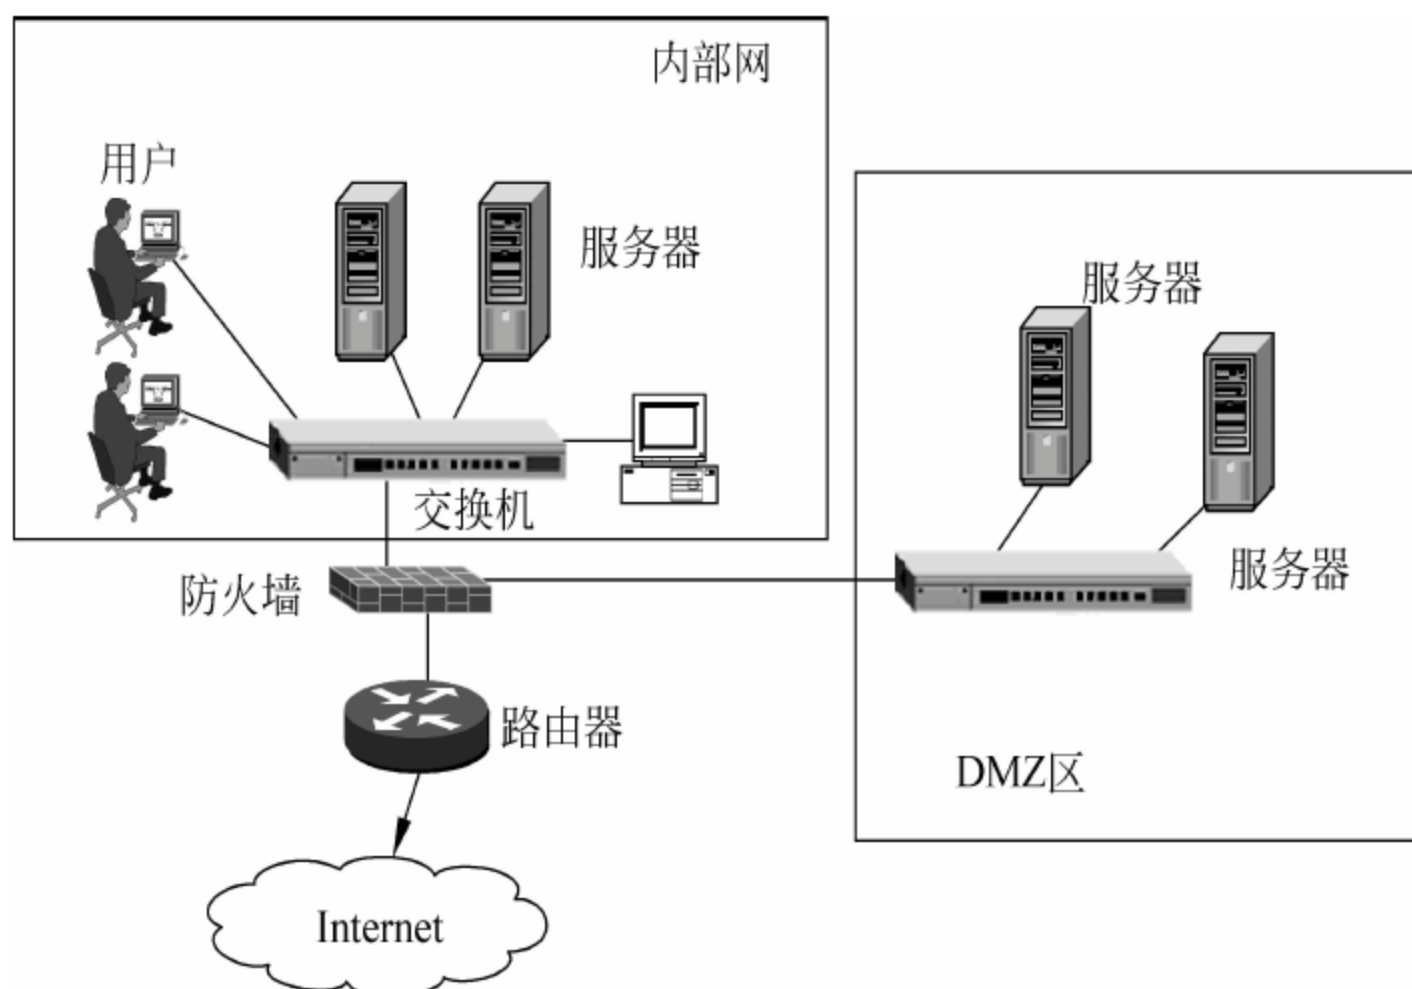 内部网
用户
服务器
服务器
交换机
服务器
防火墙
路由器
DMZ区
Internet